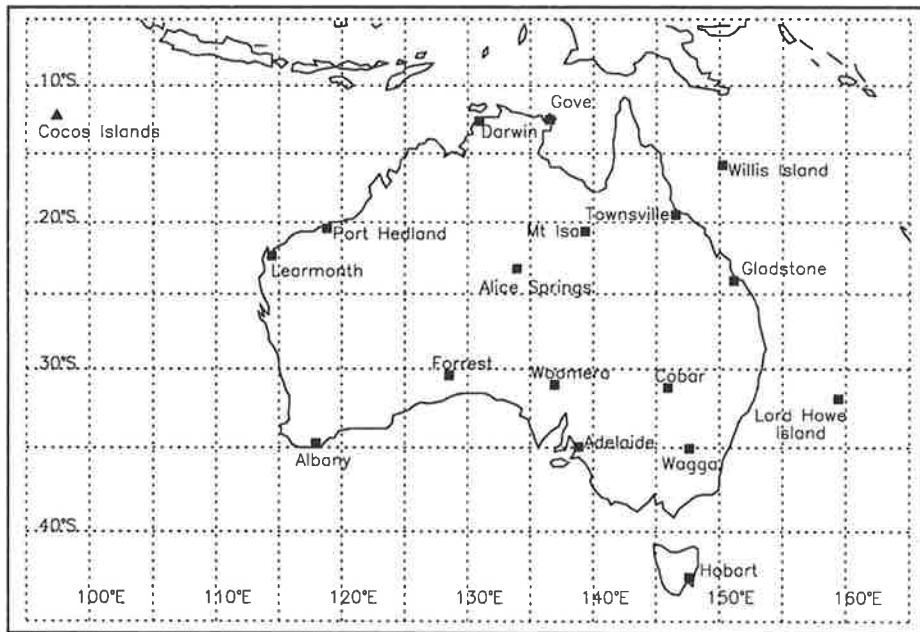 10°S
Gove
Cocos Islands
Darwin
Willis Island
20°S
Townsville
Port Hedland
Mt Isa
Learmonth
Gladstone
Alice Springs
30°S
Forrest
Woomera
Cobar
Lord Howe
Island
Albany
Adelaide
Wagga
40°S
Hobart
100°E
110°E
120°E
130°E
140°E
150°E
160°E